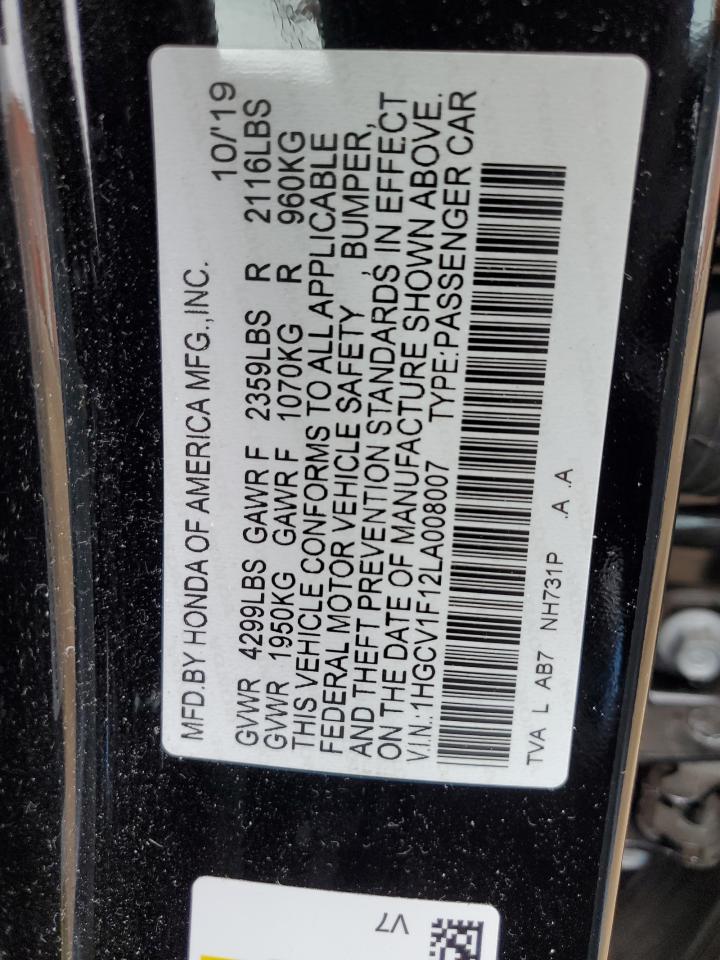 MFD.BY HONDA OF AMERICA MFG.,INC. 10/'19
GVWR 4299LBS GAWR F 2359LBS R 2116LBS
GVWR 1950KG GAWR F 1070KG R 960KG
THIS VEHICLE CONFORMS TO ALL APPLICABLE
FEDERAL MOTOR VEHICLE SAFETY , BUMPER,
AND THEFT PREVENTION STANDARDS IN EFFECT
ON THE DATE OF MANUFACTURE SHOWN ABOVE.
V.I.N.:1HGCV1F12LA008007 TYPE:PASSENGER CAR
TVA L AB7 NH731P .A .A
V7